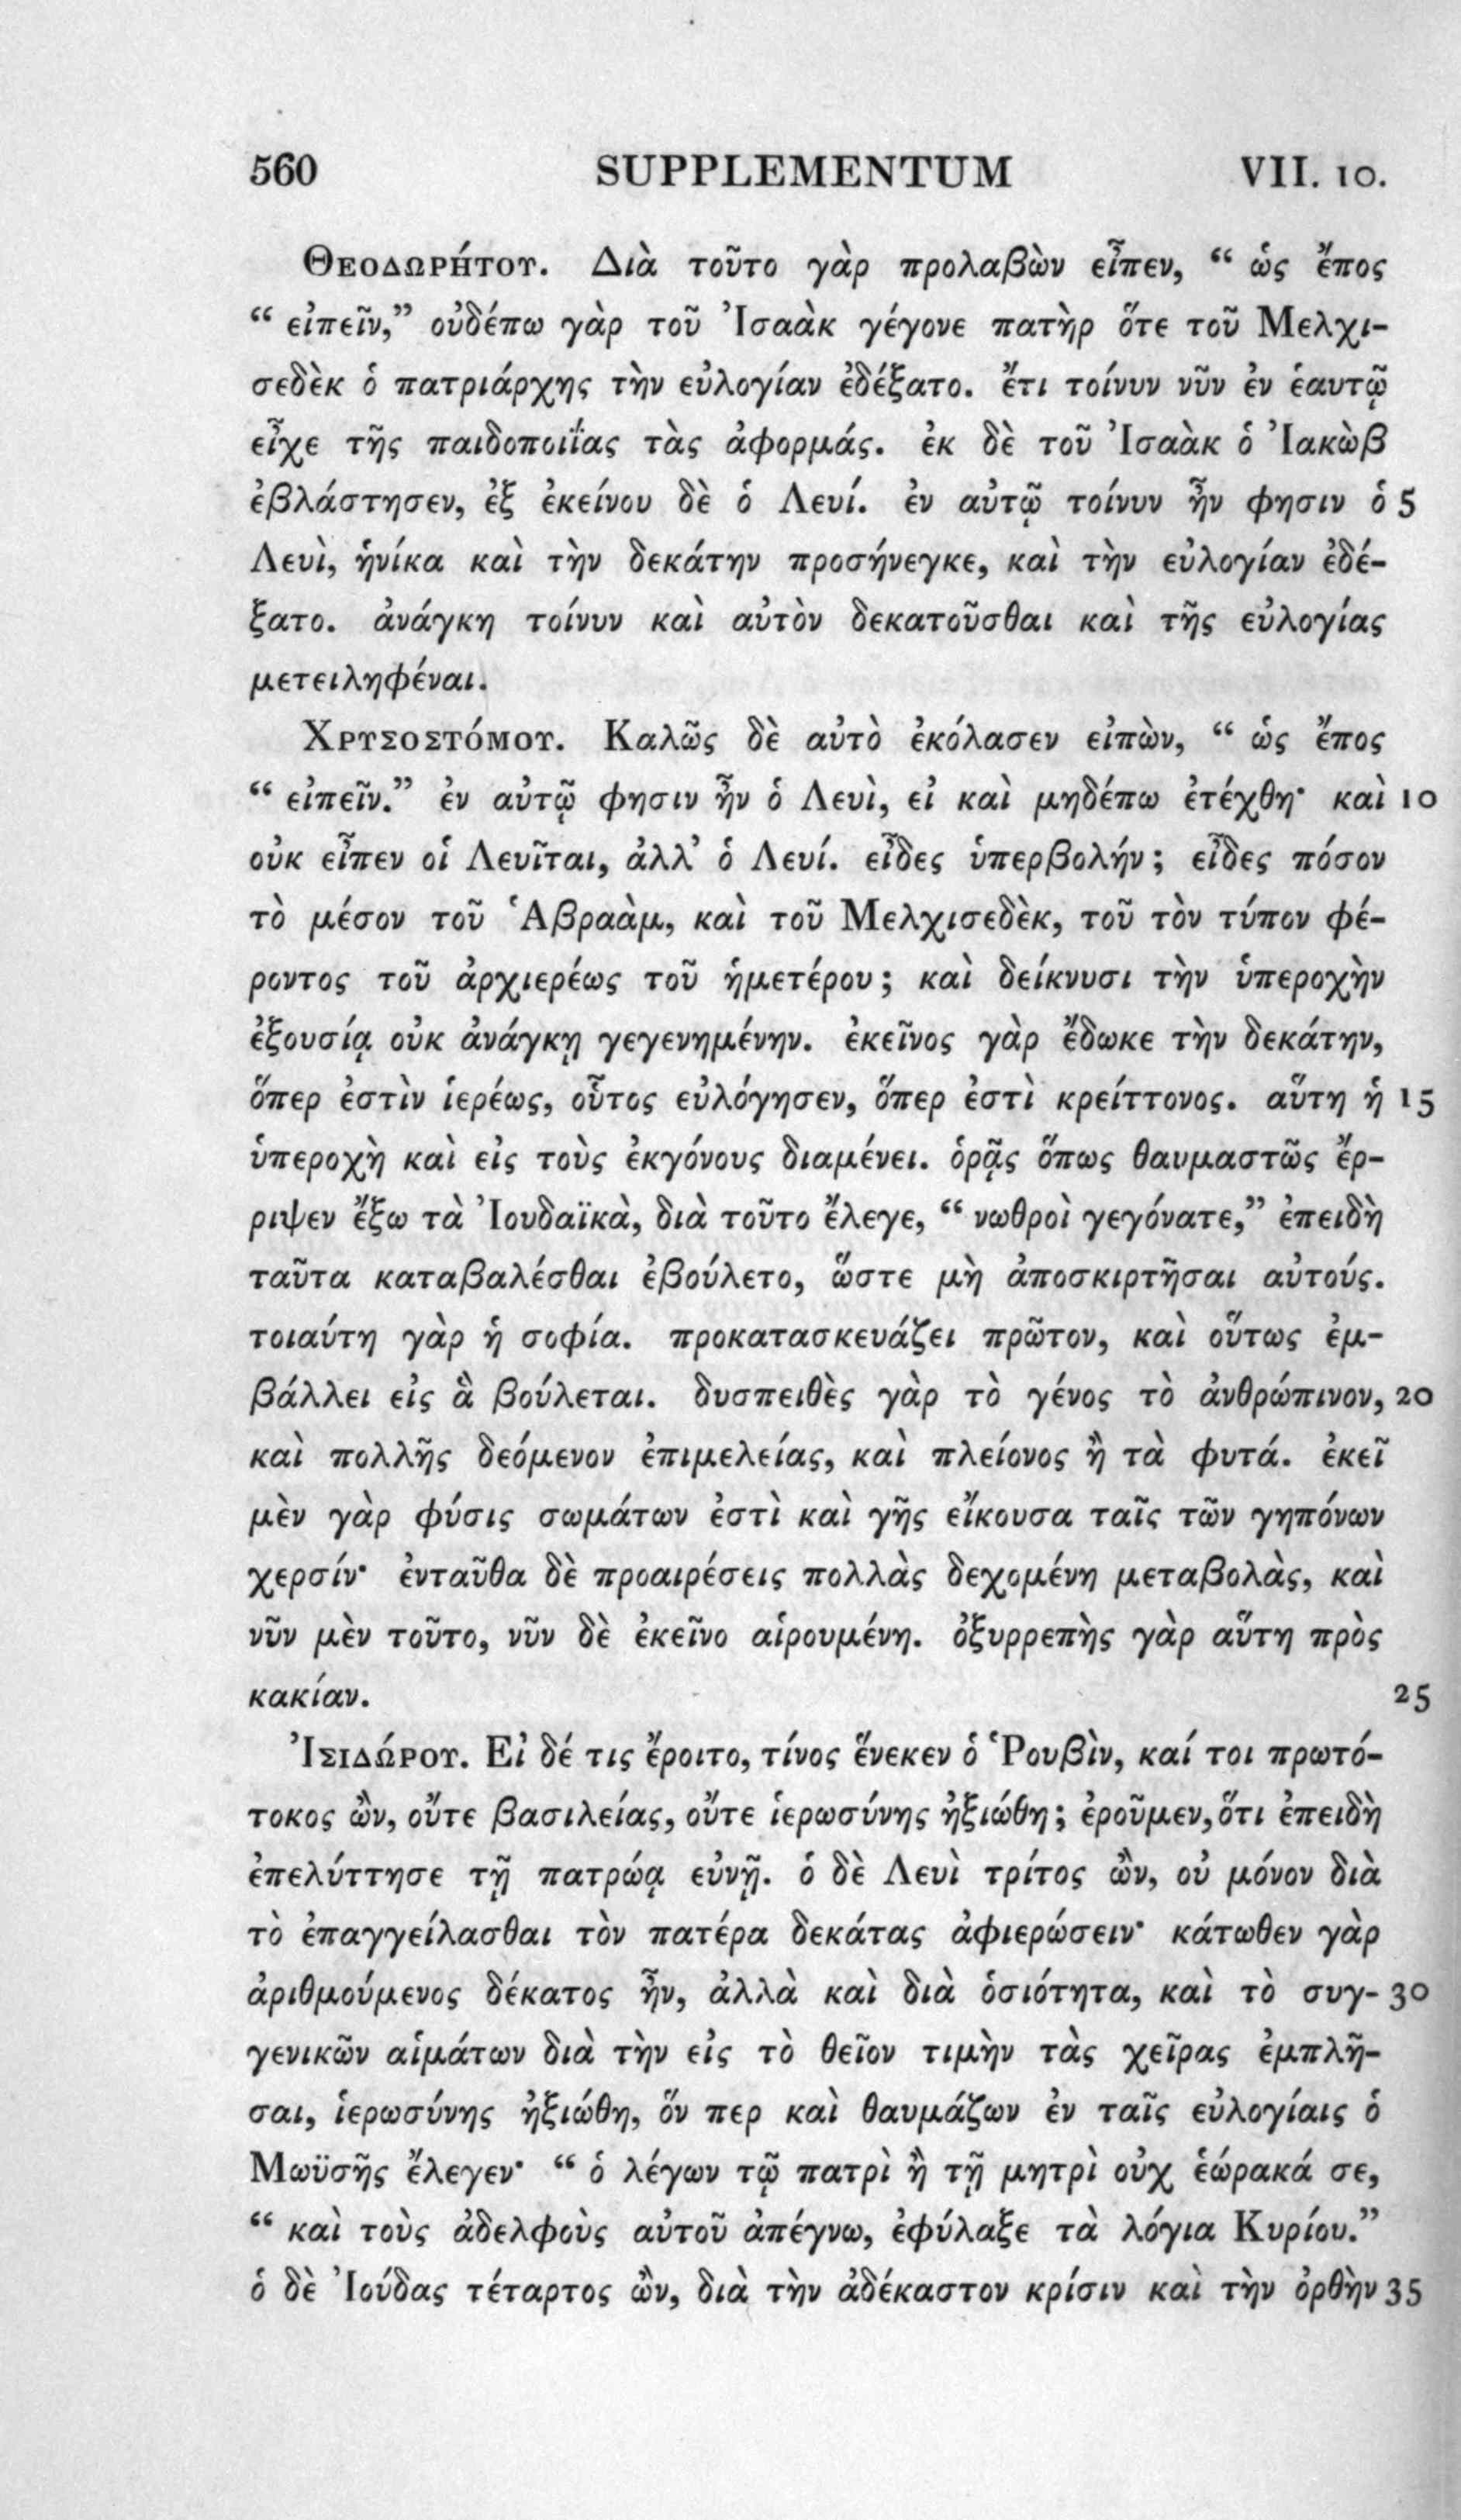 560 SUPPLEMENTUM VII. 10.
Θεοδωρήτου. Διὰ τοῦτο γὰρ προλαβὼν εἶπεν, “ ὡς ἔπος
“ εἰπεῖν,” οὐδέπω γὰρ τοῦ Ἰσαὰκ γέγονε πατὴρ ὅτε τοῦ Μελχι-
σεδὲκ ὁ πατριάρχης τὴν εὐλογίαν ἐδέξατο. ἔτι τοίνυν νῦν ἐν ἑαυτῷ
εἶχε τῆς παιδοποιΐας τὰς ἀφορμάς. ἐκ δὲ τοῦ Ἰσαὰκ ὁ Ἰακὼβ
ἐβλάστησεν, ἐξ ἐκείνου δὲ ὁ Λευί. ἐν αὐτῷ τοίνυν ἦν φησιν ὁ 5
Λευὶ, ἡνίκα καὶ τὴν δεκάτην προσήνεγκε, καὶ τὴν εὐλογίαν ἐδέ-
ξατο. ἀνάγκη τοίνυν καὶ αὐτὸν δεκατοῦσθαι καὶ τῆς εὐλογίας
μετειληφέναι.
Χρυσοστόμου. Καλῶς δὲ αὐτὸ ἐκόλασεν εἰπὼν, “ ὡς ἔπος
“ εἰπεῖν.” ἐν αὐτῷ φησιν ἦν ὁ Λευὶ, εἰ καὶ μηδέπω ἐτέχθη· καὶ 10
οὐκ εἶπεν οἱ Λευῖται, ἀλλ’ ὁ Λευί. εἶδες ὑπερβολήν; εἶδες πόσον
τὸ μέσον τοῦ Ἁβραὰμ, καὶ τοῦ Μελχισεδὲκ, τοῦ τὸν τύπον φέ-
ροντος τοῦ ἀρχιερέως τοῦ ἡμετέρου; καὶ δείκνυσι τὴν ὑπεροχὴν
ἐξουσίᾳ οὐκ ἀνάγκῃ γεγενημένην. ἐκεῖνος γὰρ ἔδωκε τὴν δεκάτην,
ὅπερ ἐστὶν ἱερέως, οὗτος εὐλόγησεν, ὅπερ ἐστὶ κρείττονος. αὕτη ἡ 15
ὑπεροχὴ καὶ εἰς τοὺς ἐκγόνους διαμένει. ὁρᾷς ὅπως θαυμαστῶς ἔρ-
ριψεν ἔξω τὰ Ἰουδαϊκὰ, διὰ τοῦτο ἔλεγε, “ νωθροὶ γεγόνατε,” ἐπειδὴ
ταῦτα καταβαλέσθαι ἐβούλετο, ὥστε μὴ ἀποσκιρτῆσαι αὐτούς.
τοιαύτη γὰρ ἡ σοφία. προκατασκευάζει πρῶτον, καὶ οὕτως ἐμ-
βάλλει εἰς ἃ βούλεται. δυσπειθὲς γὰρ τὸ γένος τὸ ἀνθρώπινον, 20
καὶ πολλῆς δεόμενον ἐπιμελείας, καὶ πλείονος ἢ τὰ φυτά. ἐκεῖ
μὲν γὰρ φύσις σωμάτων ἐστὶ καὶ γῆς εἴκουσα ταῖς τῶν γηπόνων
χερσίν· ἐνταῦθα δὲ προαιρέσεις πολλὰς δεχομένη μεταβολὰς, καὶ
νῦν μὲν τοῦτο, νῦν δὲ ἐκεῖνο αἱρουμένη. ὀξυρρεπὴς γὰρ αὕτη πρὸς
κακίαν. 25
Ἰσιδώρου. Εἰ δέ τις ἔροιτο, τίνος ἕνεκεν ὁ Ῥουβὶν, καί τοι πρωτό-
τοκος ὢν, οὔτε βασιλείας, οὔτε ἱερωσύνης ἠξιώθη; ἐροῦμεν, ὅτι ἐπειδὴ
ἐπελύττησε τῇ πατρῴᾳ εὐνῇ. ὁ δὲ Λευὶ τρίτος ὢν, οὐ μόνον διὰ
τὸ ἐπαγγείλασθαι τὸν πατέρα δεκάτας ἀφιερώσειν· κάτωθεν γὰρ
ἀριθμούμενος δέκατος ἦν, ἀλλὰ καὶ διὰ ὁσιότητα, καὶ τὸ συγ- 30
γενικῶν αἱμάτων διὰ τὴν εἰς τὸ θεῖον τιμὴν τὰς χεῖρας ἐμπλῆ-
σαι, ἱερωσύνης ἠξιώθη, ὅν περ καὶ θαυμάζων ἐν ταῖς εὐλογίαις ὁ
Μωϋσῆς ἔλεγεν· “ ὁ λέγων τῷ πατρὶ ἢ τῇ μητρὶ οὐχ ἑώρακά σε,
“ καὶ τοὺς ἀδελφοὺς αὐτοῦ ἀπέγνω, ἐφύλαξε τὰ λόγια Κυρίου.”
ὁ δὲ Ἰούδας τέταρτος ὢν, διὰ τὴν ἀδέκαστον κρίσιν καὶ τὴν ὀρθὴν 35